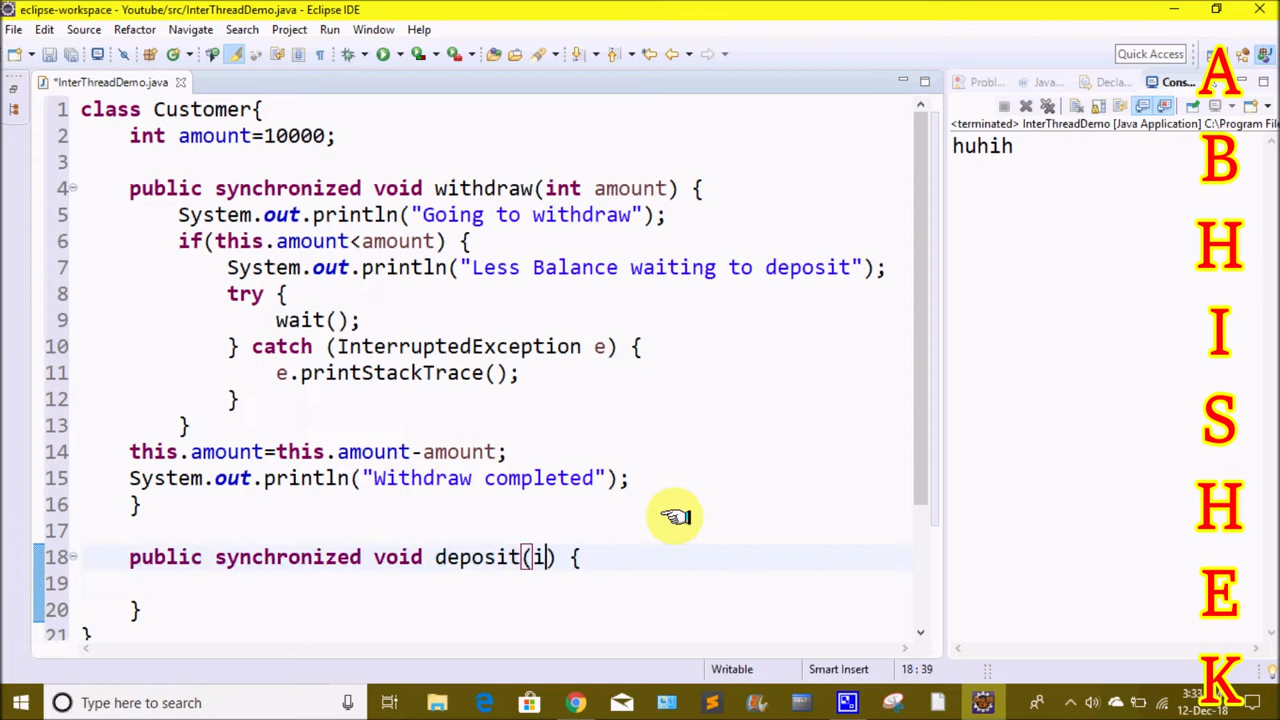 eclipse-workspace - Youtube/src/InterThreadDemo.java - Eclipse IDE
File Edit Source Refactor Navigate Search Project Run Window Help
Quick Access
*InterThreadDemo.java
Probl... Java... Decla... Cons...
<terminated> InterThreadDemo [Java Application] C:\Program File
huhih
1 class Customer{
2 int amount=10000;
3
4 public synchronized void withdraw(int amount) {
5 System.out.println("Going to withdraw");
6 if(this.amount<amount) {
7 System.out.println("Less Balance waiting to deposit");
8 try {
9 wait();
10 } catch (InterruptedException e) {
11 e.printStackTrace();
12 }
13 }
14 this.amount=this.amount-amount;
15 System.out.println("Withdraw completed");
16 }
17
18 public synchronized void deposit(i) {
19
20 }
21 }
A
B
H
I
S
H
E
K
Writable Smart Insert 18:39
Type here to search
12-Dec-18